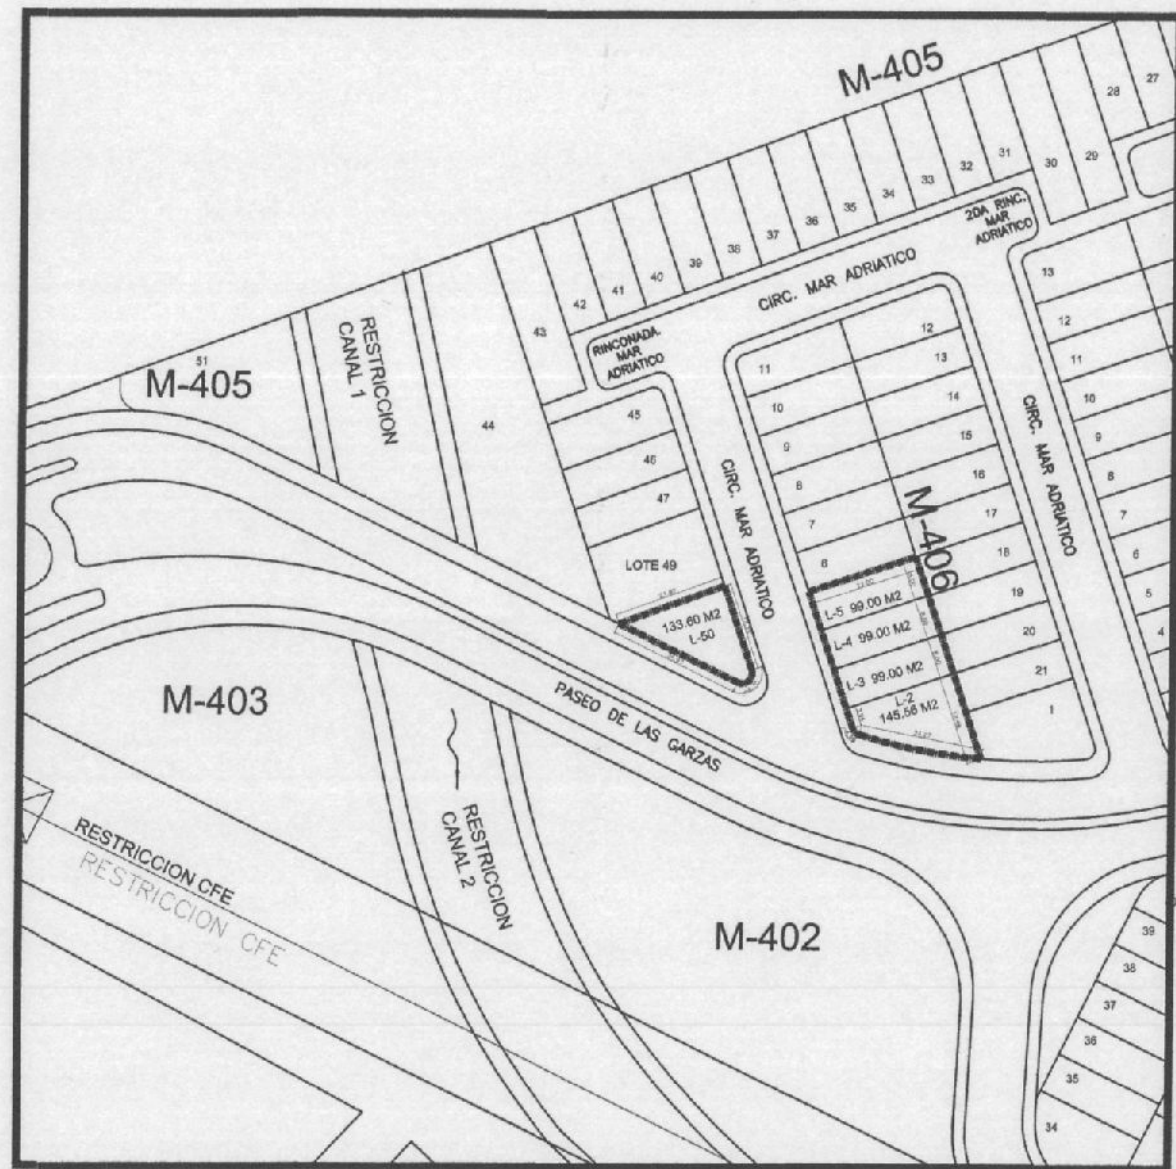 M-405
27
28
29
30
31
32
33
34
35
36
37
38
39
40
41
42
43
44
2DA RINC.
MAR
ADRIATICO
CIRC. MAR ADRIATICO
RINCONADA.
MAR
ADRIATICO
51
M-405
RESTRICCION
CANAL 1
45
46
47
LOTE 49
133.60 M2
L-50
CIRC. MAR ADRIATICO
11
10
9
8
7
6
12
13
14
15
16
17
18
19
20
21
1
M-406
L-5 99.00 M2
L-4 99.00 M2
L-3 99.00 M2
L-2
145.56 M2
CIRC. MAR ADRIATICO
13
12
11
10
9
8
7
6
5
4
PASEO DE LAS GARZAS
M-403
RESTRICCION
CANAL 2
RESTRICCION CFE
RESTRICCION CFE
M-402
39
38
37
36
35
34